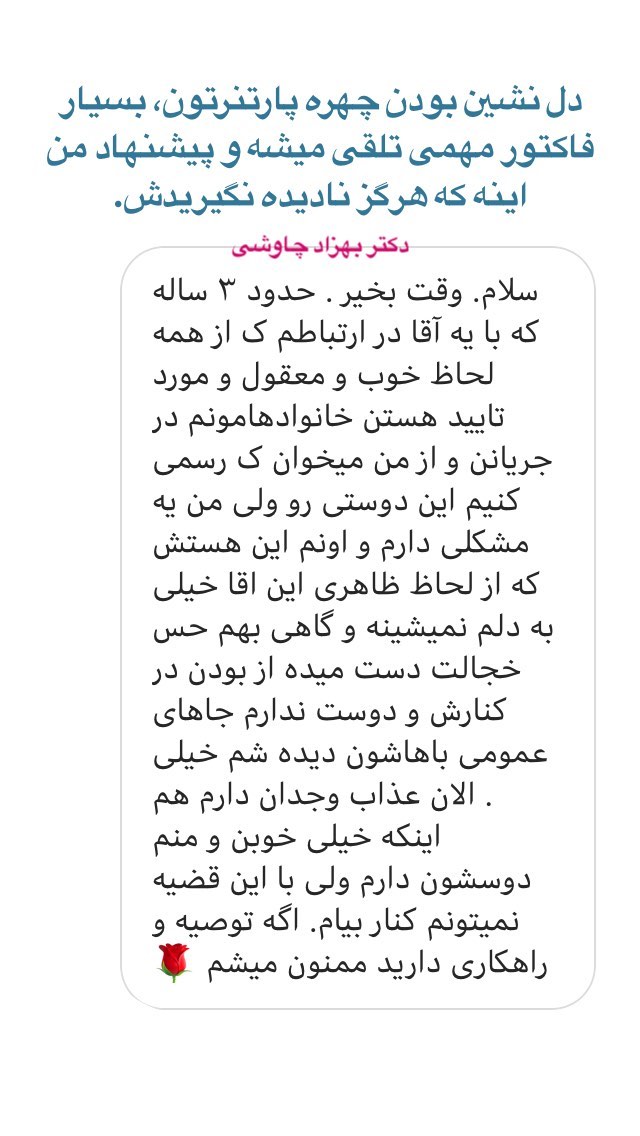 دل نشین بودن چهره پارتنرتون، بسیار
فاکتور مهمی تلقی میشه و پیشنهاد من
اینه که هرگز نادیده نگیریدش.
دکتر بهزاد چاوشی
سلام. وقت بخیر . حدود ۳ ساله
که با یه آقا در ارتباطم ک از همه
لحاظ خوب و معقول و مورد
تایید هستن خانوادهامونم در
جریانن و از من میخوان ک رسمی
کنیم این دوستی رو ولی من یه
مشکلی دارم و اونم این هستش
که از لحاظ ظاهری این اقا خیلی
به دلم نمیشینه و گاهی بهم حس
خجالت دست میده از بودن در
کنارش و دوست ندارم جاهای
عمومی باهاشون دیده شم خیلی
. الان عذاب وجدان دارم هم
اینکه خیلی خوبن و منم
دوسشون دارم ولی با این قضیه
نمیتونم کنار بیام. اگه توصیه و
راهکاری دارید ممنون میشم 🌹